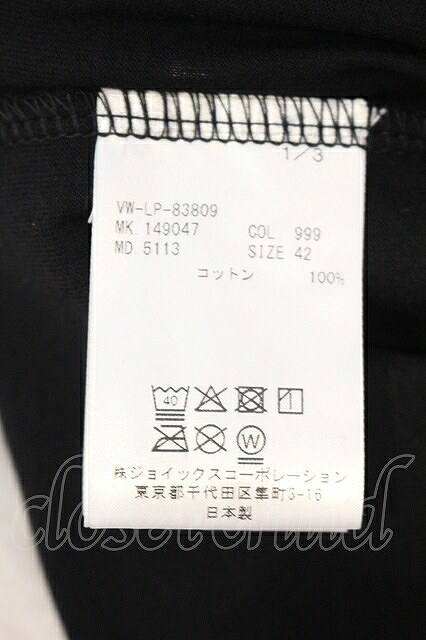 1/3
VW-LP-83809
MK. 149047 COL 999
MD 5113 SIZE 42
コットン 100%
40
W
株ジョイックスコーポレーション
東京都千代田区隼町3-16
日本製
closet child